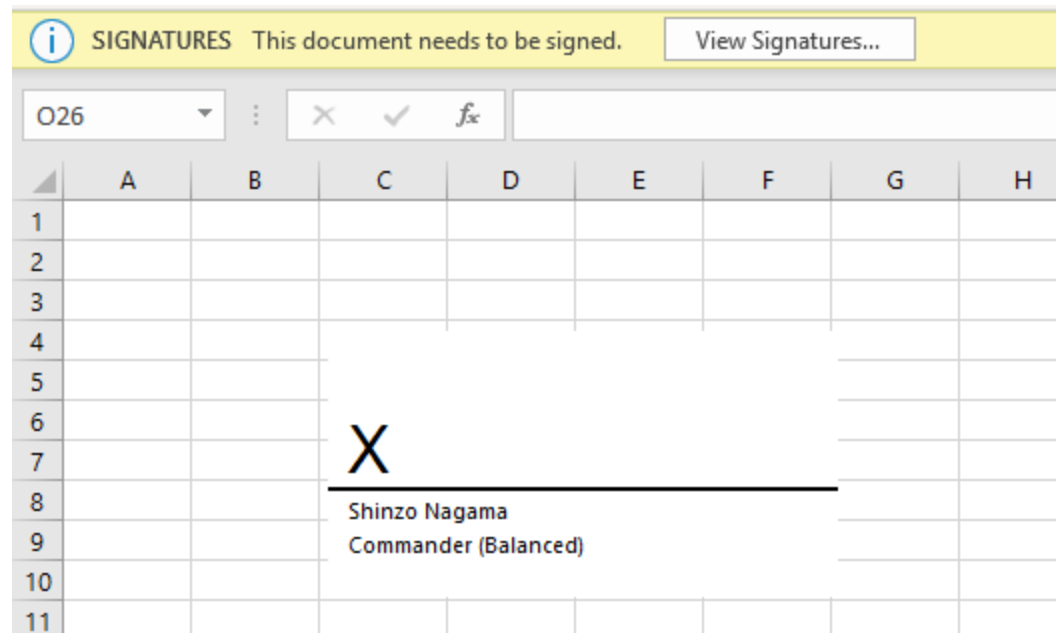 SIGNATURES This document needs to be signed. View Signatures...
O26 fx
A B C D E F G H
1
2
3
4
5
6
X
7
8
Shinzo Nagama
9
Commander (Balanced)
10
11